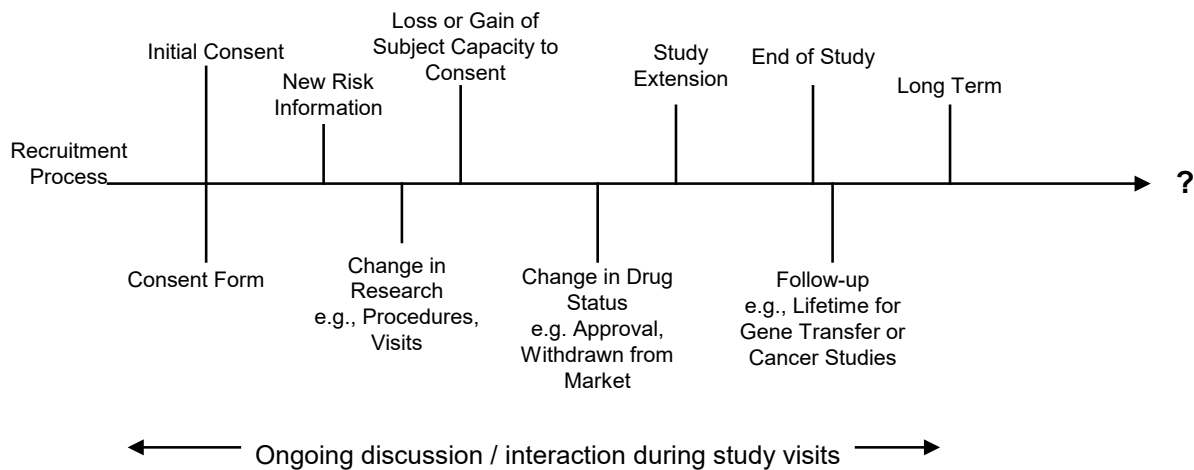 Initial Consent
New Risk
Information
Loss or Gain of
Subject Capacity to
Consent
Study
Extension
End of Study
Long Term
Recruitment
Process
?
Consent Form
Change in
Research
e.g., Procedures,
Visits
Change in Drug
Status
e.g. Approval,
Withdrawn from
Market
Follow-up
e.g., Lifetime for
Gene Transfer or
Cancer Studies
Ongoing discussion / interaction during study visits